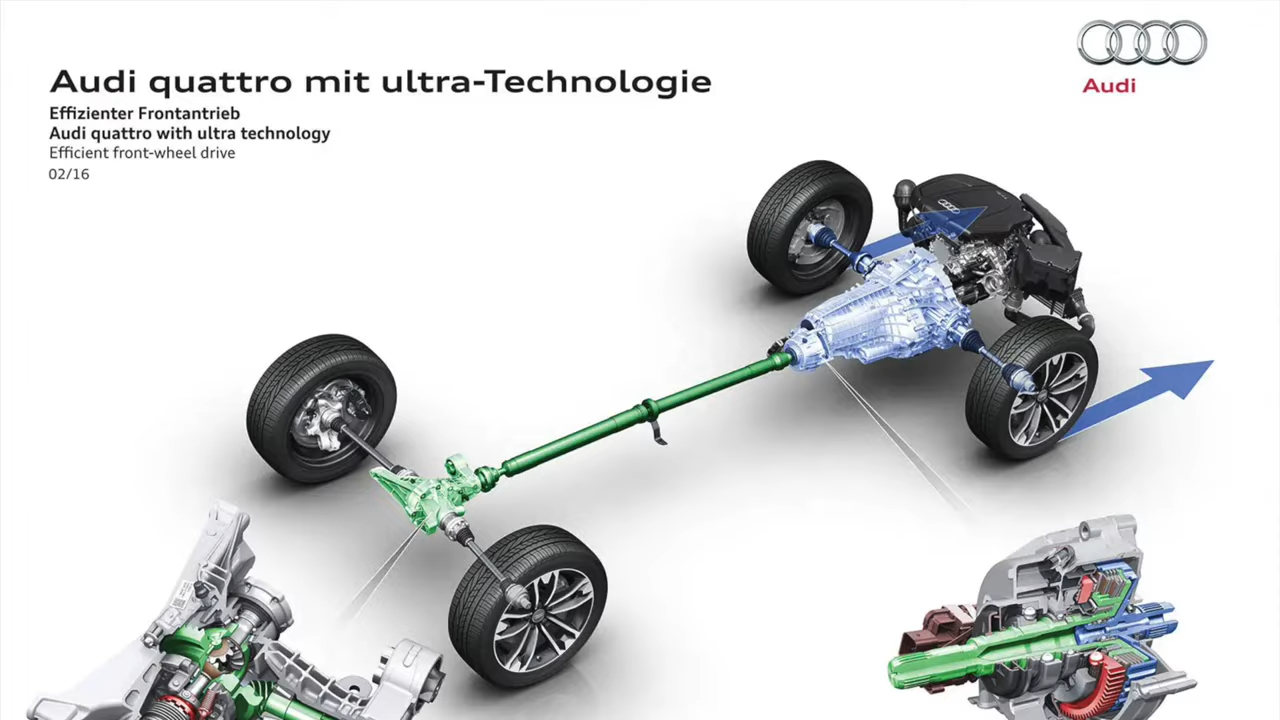 Audi quattro mit ultra-Technologie
Effizienter Frontantrieb
Audi quattro with ultra technology
Efficient front-wheel drive
02/16
Audi